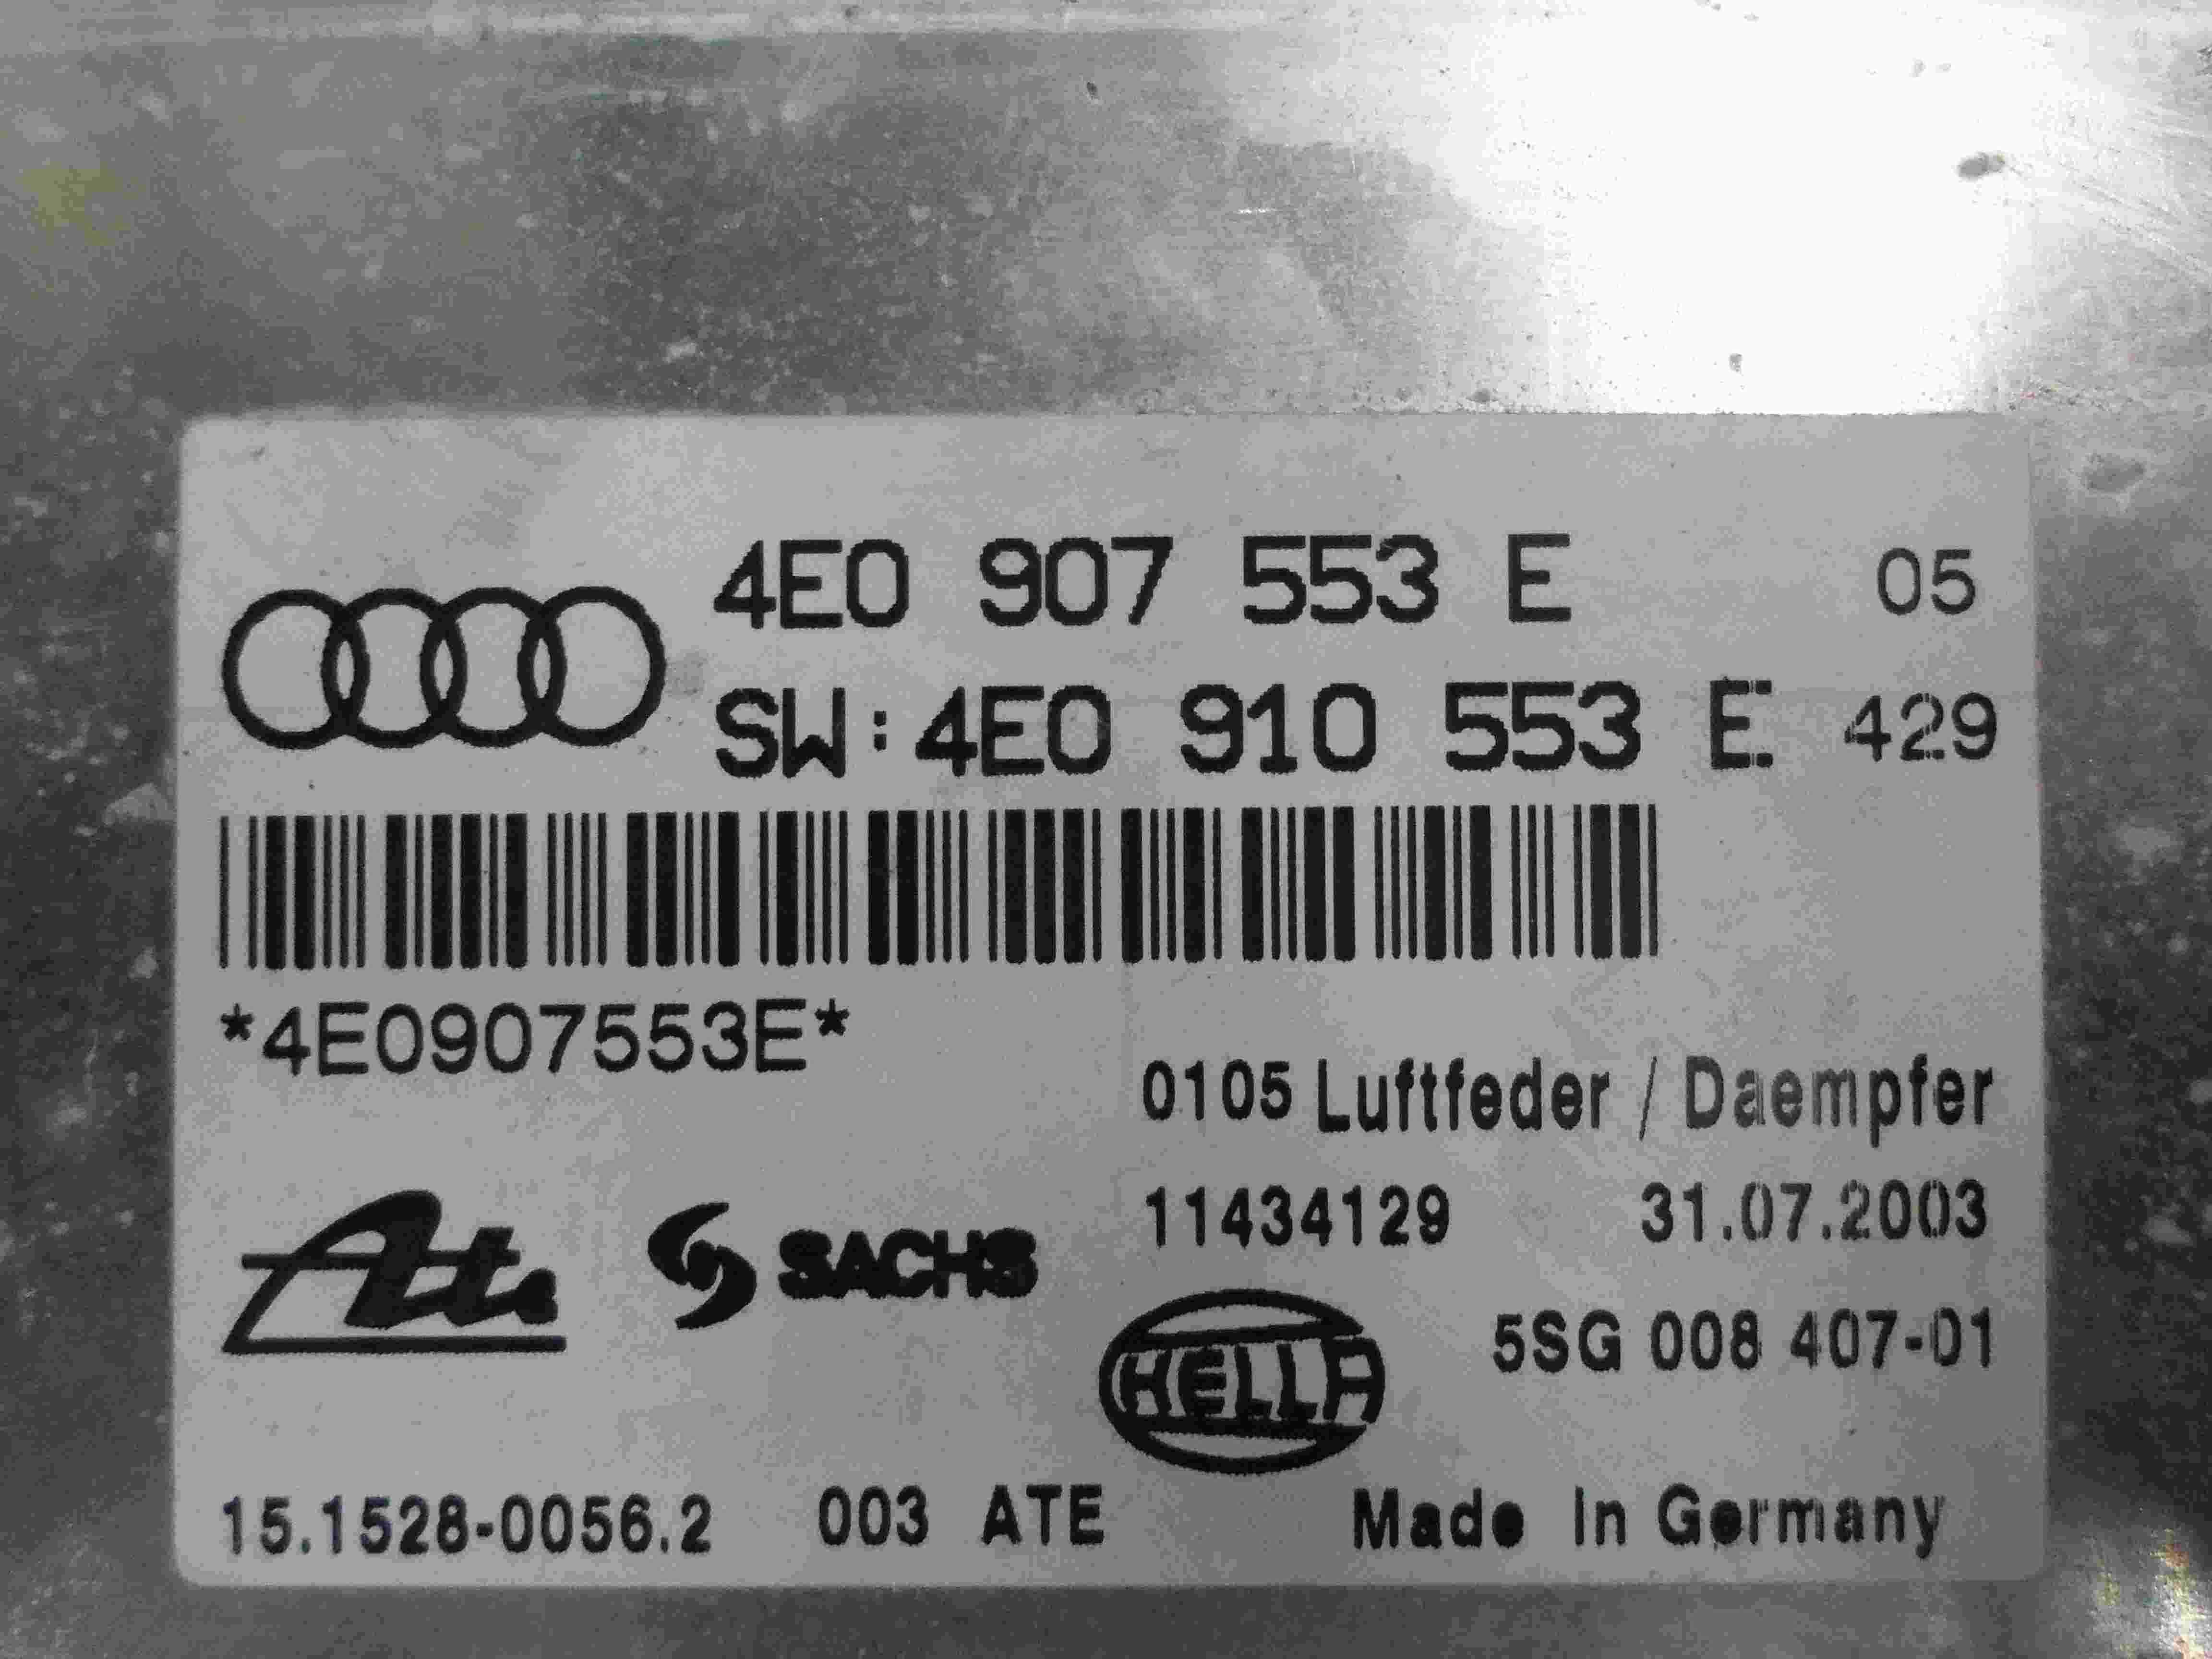 4E0 907 553 E 05
SW:4E0 910 553 E 429
*4E0907553E*
0105 Luftfeder / Daempfer
11434129 31.07.2003
Ate SACHS
HELLA 5SG 008 407-01
15.1528-0056.2 003 ATE Made In Germany